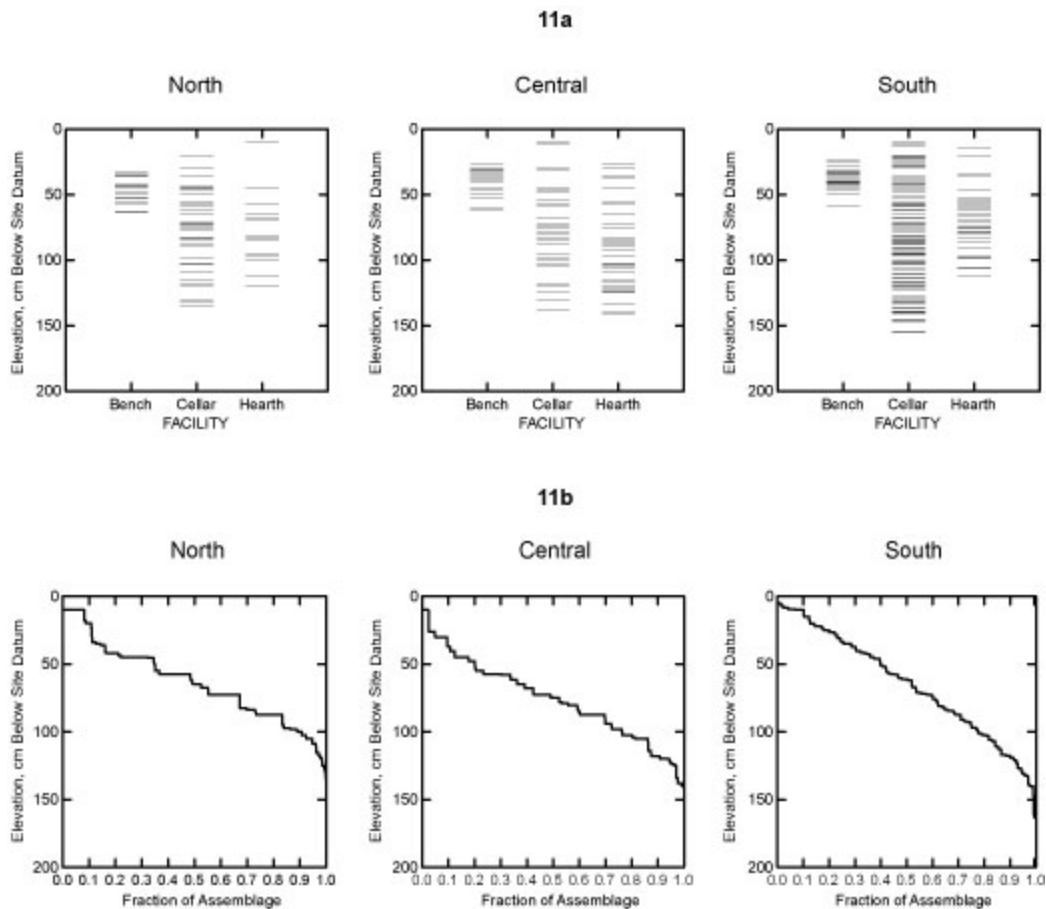 11a
North Central South
Elevation, cm Below Site Datum
0
50
100
150
200
Bench Cellar Hearth
FACILITY
Elevation, cm Below Site Datum
0
50
100
150
200
Bench Cellar Hearth
FACILITY
Elevation, cm Below Site Datum
0
50
100
150
200
Bench Cellar Hearth
FACILITY
11b
North Central South
Elevation, cm Below Site Datum
0
50
100
150
200
0.0 0.1 0.2 0.3 0.4 0.5 0.6 0.7 0.8 0.9 1.0
Fraction of Assemblage
Elevation, cm Below Site Datum
0
50
100
150
200
0.0 0.1 0.2 0.3 0.4 0.5 0.6 0.7 0.8 0.9 1.0
Fraction of Assemblage
Elevation, cm Below Site Datum
0
50
100
150
200
0.0 0.1 0.2 0.3 0.4 0.5 0.6 0.7 0.8 0.9 1.0
Fraction of Assemblage